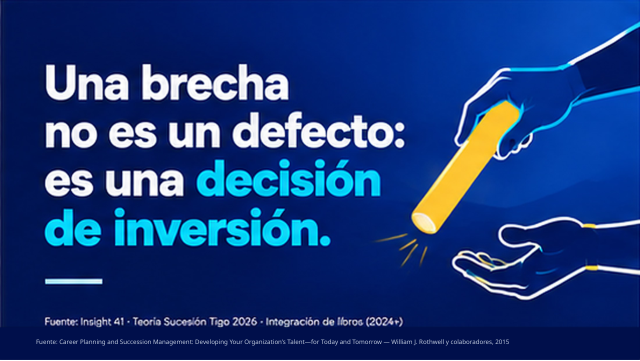 Una brecha
no es un defecto:
es una decisión
de inversión.
Fuente: Insight 41 · Teoría Sucesión Tigo 2026 · Integración de libros (2024+)
Fuente: Career Planning and Succession Management: Developing Your Organization's Talent—for Today and Tomorrow — William J. Rothwell y colaboradores, 2015